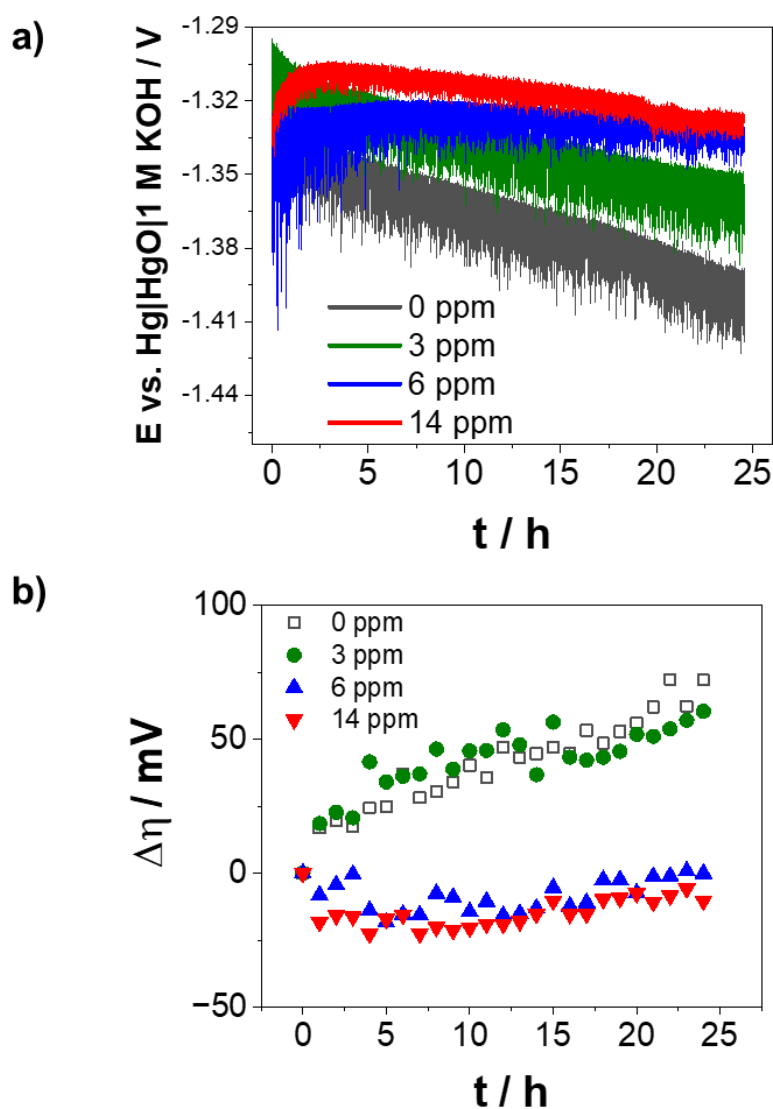 a)
E vs. Hg|HgO|1 M KOH / V
-1.29
-1.32
-1.35
-1.38
-1.41
-1.44
0 ppm
3 ppm
6 ppm
14 ppm
0 5 10 15 20 25
t / h
b)
Δη / mV
100
50
0
−50
0 ppm
3 ppm
6 ppm
14 ppm
0 5 10 15 20 25
t / h